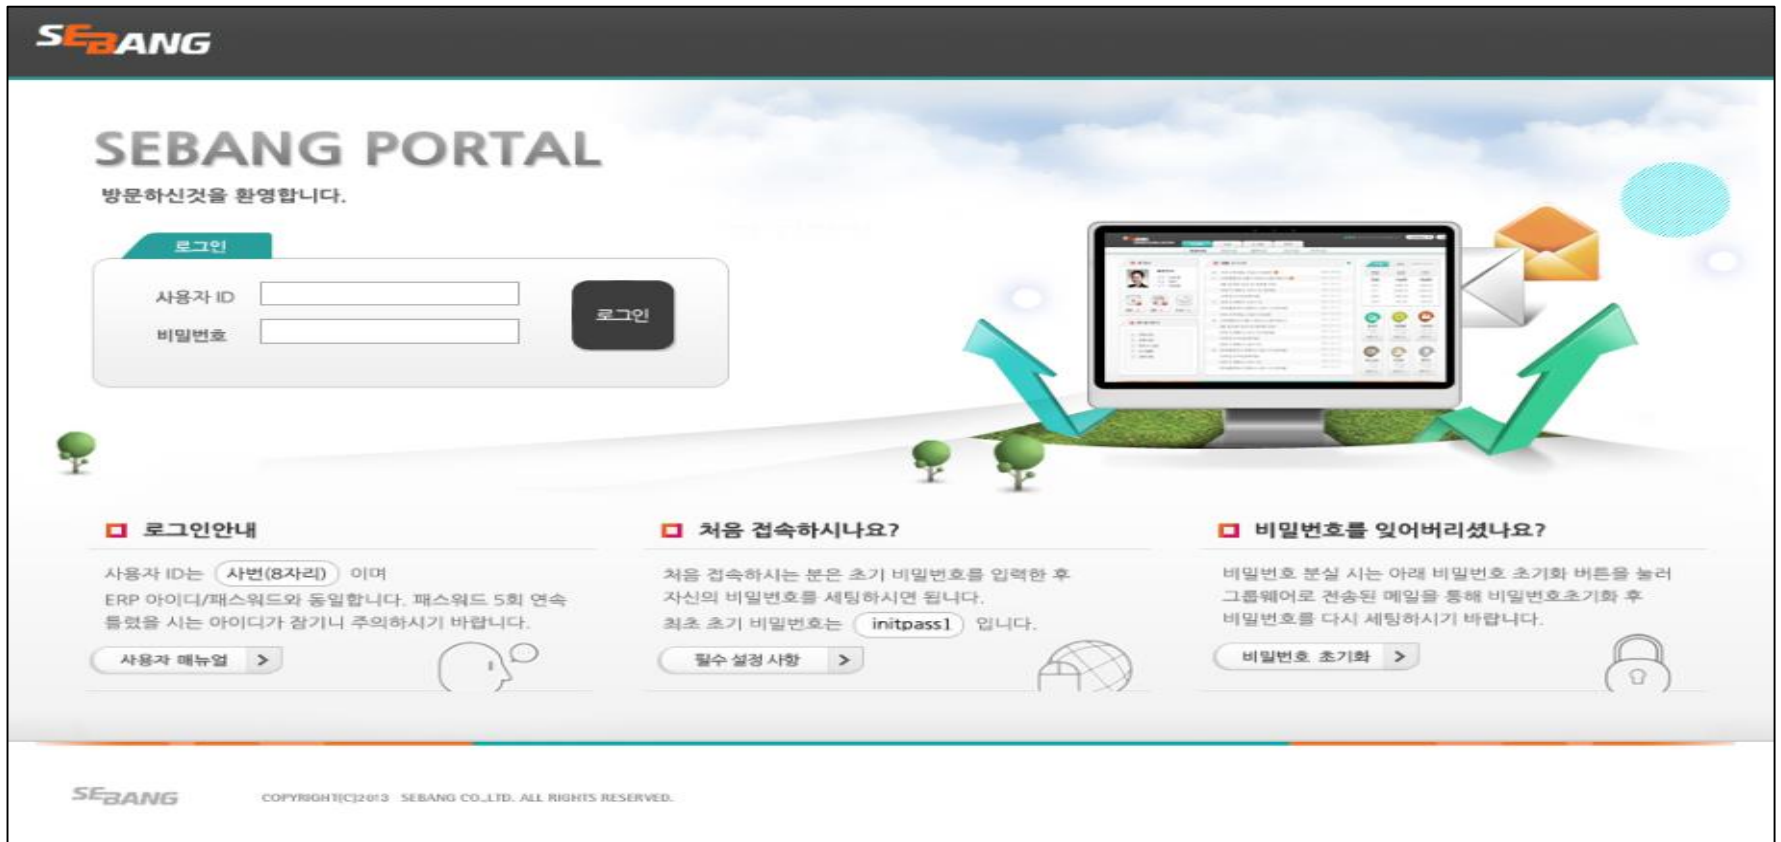 SEBANG
SEBANG PORTAL
방문하신것을 환영합니다.
로그인
사용자 ID
비밀번호
로그인
로그인안내
사용자 ID는 사번(8자리) 이며
ERP 아이디/패스워드와 동일합니다. 패스워드 5회 연속
틀렸을 시는 아이디가 잠기니 주의하시기 바랍니다.
사용자 매뉴얼 >
처음 접속하시나요?
처음 접속하시는 분은 초기 비밀번호를 입력한 후
자신의 비밀번호를 세팅하시면 됩니다.
최초 초기 비밀번호는 initpass1 입니다.
필수 설정 사항 >
비밀번호를 잊어버리셨나요?
비밀번호 분실 시는 아래 비밀번호 초기화 버튼을 눌러
그룹웨어로 전송된 메일을 통해 비밀번호초기화 후
비밀번호를 다시 세팅하시기 바랍니다.
비밀번호 초기화 >
SEBANG
COPYRIGHT(C)2013 SEBANG CO.,LTD. ALL RIGHTS RESERVED.